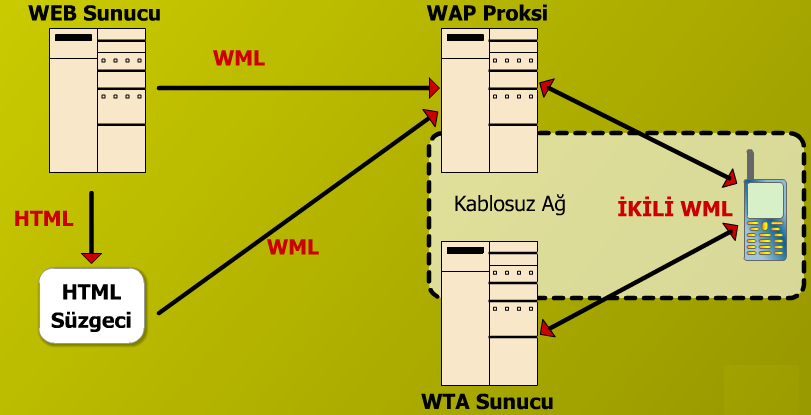 WEB Sunucu
WAP Proksi
WML
HTML
Kablosuz Ağ
İKİLİ WML
WML
HTML
Süzgeci
WTA Sunucu